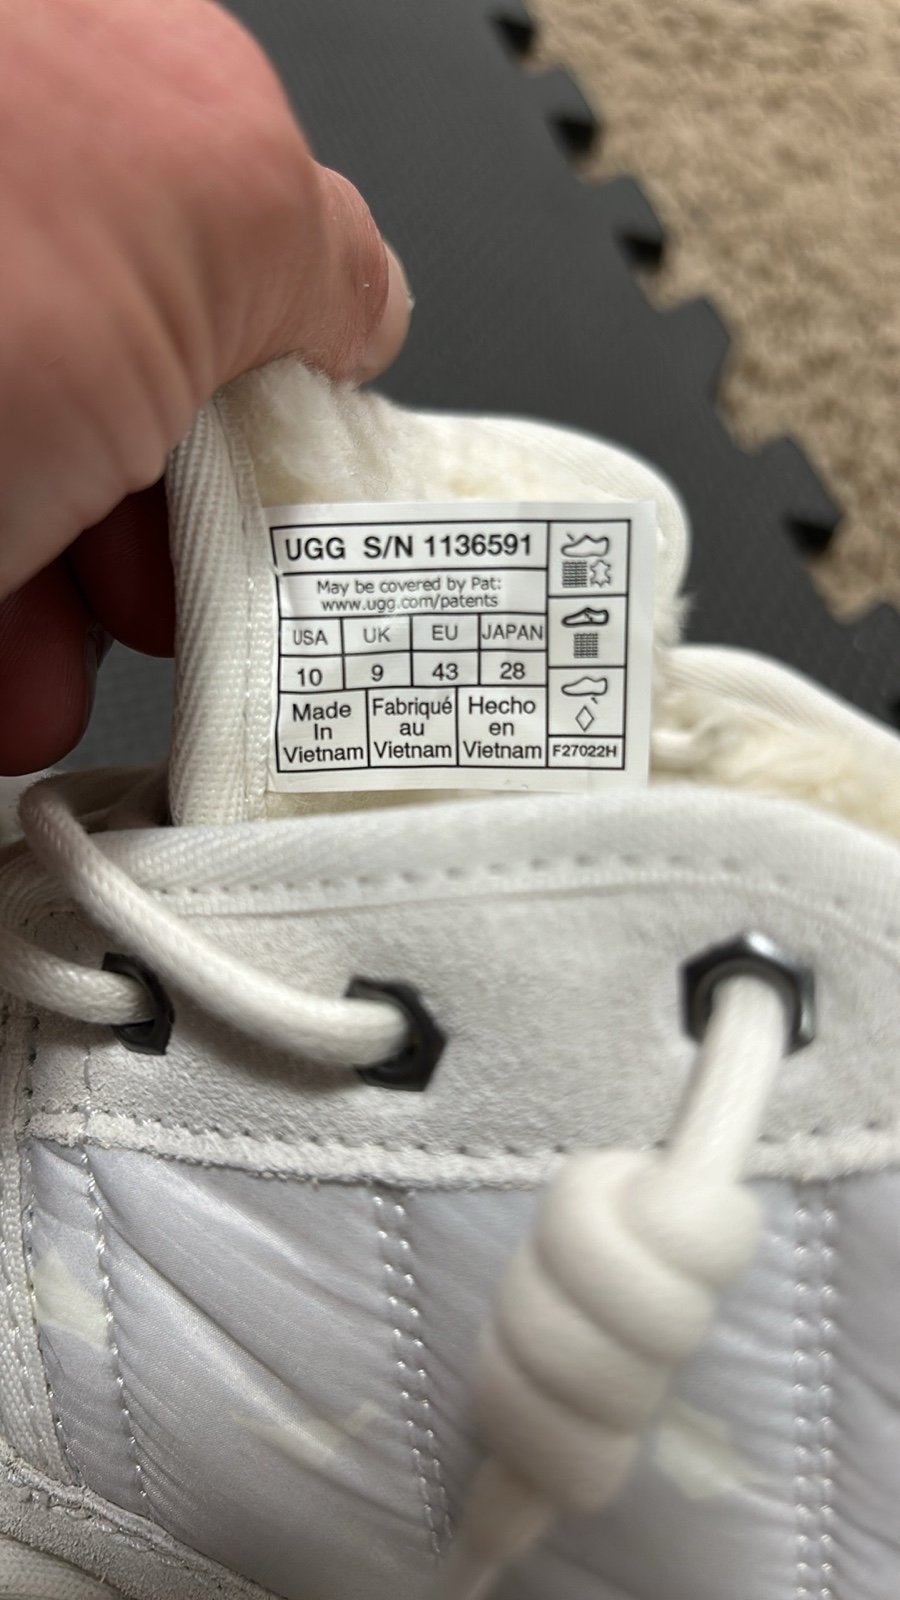 UGG S/N 1136591
May be covered by Pat:
www.ugg.com/patents
USA UK EU JAPAN
10 9 43 28
Made In Vietnam
Fabriqué au Vietnam
Hecho en Vietnam
F27022H